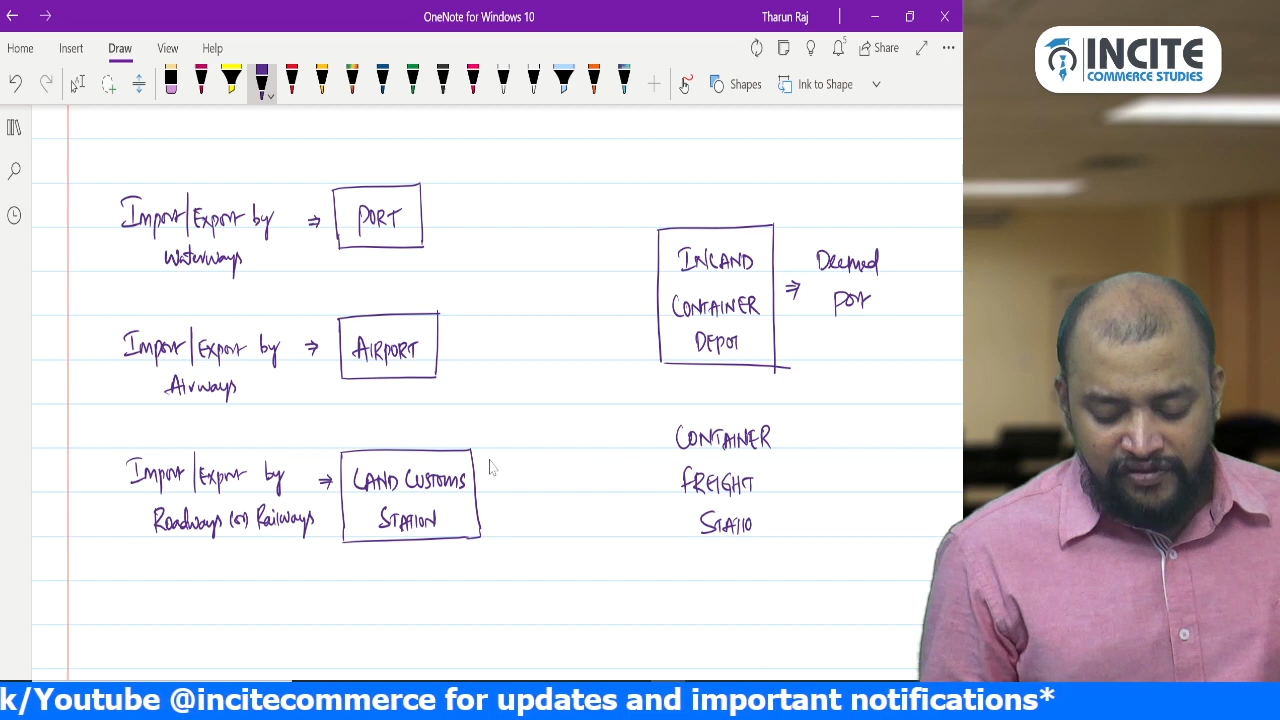 OneNote for Windows 10
Tharun Raj
Home Insert Draw View Help
5
Share
Shapes
Ink to Shape
INCITE
COMMERCE STUDIES
Import/Export by
Waterways
⇒
PORT
Import/Export by
Airways
⇒
AIRPORT
Import/Export by
Roadways (or) Railways
⇒
LAND CUSTOMS
STATION
INLAND
CONTAINER
DEPOT
⇒
Deemed
Port
CONTAINER
FREIGHT
STATIO
k/Youtube @incitecommerce for updates and important notifications*